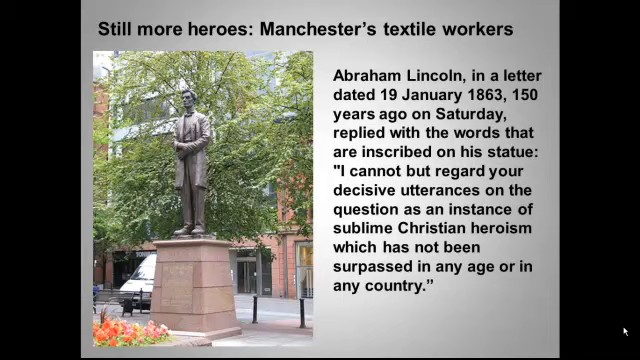 Still more heroes: Manchester’s textile workers
Abraham Lincoln, in a letter
dated 19 January 1863, 150
years ago on Saturday,
replied with the words that
are inscribed on his statue:
"I cannot but regard your
decisive utterances on the
question as an instance of
sublime Christian heroism
which has not been
surpassed in any age or in
any country.”